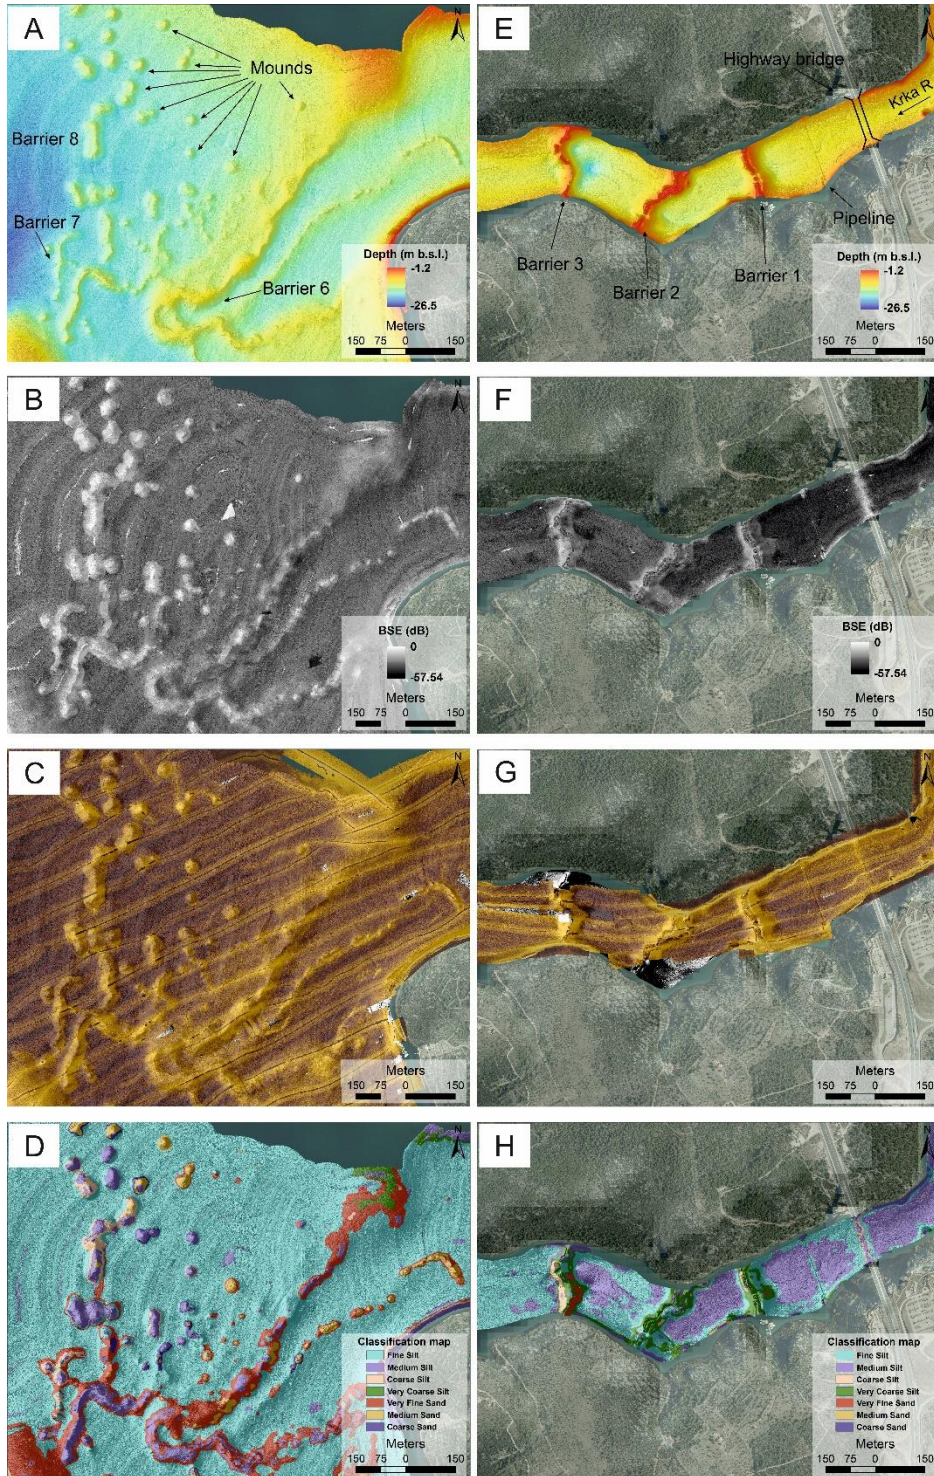 A
N
Mounds
Barrier 8
Barrier 7
Barrier 6
Depth (m b.s.l.)
-1.2
-26.5
Meters
150 75 0 150
E
N
Highway bridge
Krka R.
Pipeline
Barrier 3
Barrier 2
Barrier 1
Depth (m b.s.l.)
-1.2
-26.5
Meters
150 75 0 150
B
N
BSE (dB)
0
-57.54
Meters
150 75 0 150
F
N
BSE (dB)
0
-57.54
Meters
150 75 0 150
C
N
Meters
150 75 0 150
G
N
Meters
150 75 0 150
D
N
Classification map
Fine Silt
Medium Silt
Coarse Silt
Very Coarse Silt
Very Fine Sand
Medium Sand
Coarse Sand
Meters
150 75 0 150
H
N
Classification map
Fine Silt
Medium Silt
Coarse Silt
Very Coarse Silt
Very Fine Sand
Medium Sand
Coarse Sand
Meters
150 75 0 150